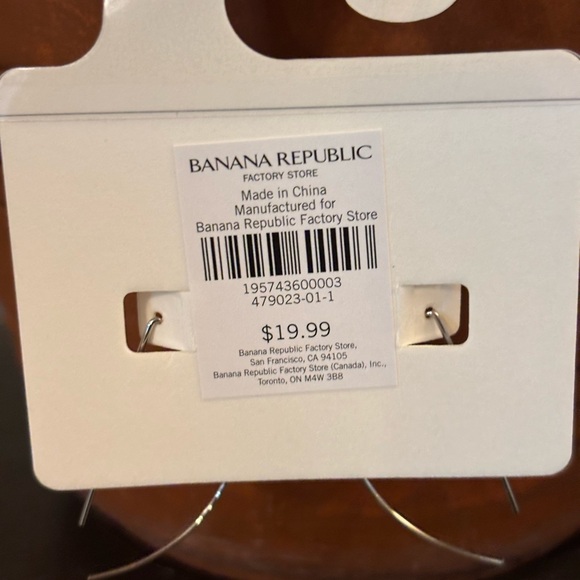 BANANA REPUBLIC
FACTORY STORE
Made in China
Manufactured for
Banana Republic Factory Store
195743600003
479023-01-1
$19.99
Banana Republic Factory Store,
San Francisco, CA 94105
Banana Republic Factory Store (Canada), Inc.,
Toronto, ON M4W 3B8